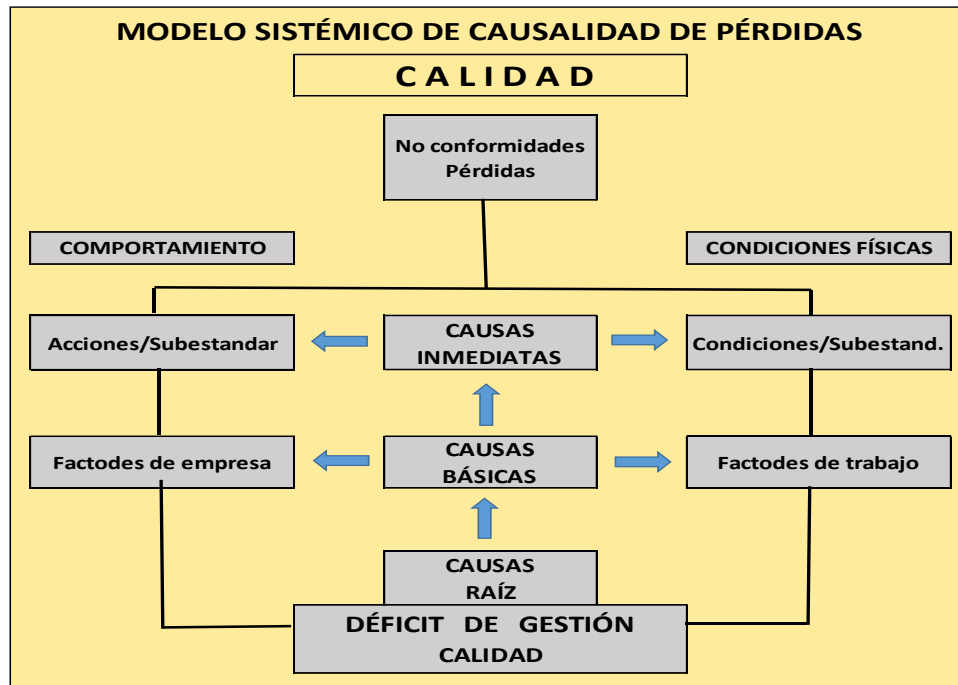 MODELO SISTÉMICO DE CAUSALIDAD DE PÉRDIDAS
C A L I D A D
No conformidades
Pérdidas
COMPORTAMIENTO
CONDICIONES FÍSICAS
Acciones/Subestandar
CAUSAS
INMEDIATAS
Condiciones/Subestand.
Factodes de empresa
CAUSAS
BÁSICAS
Factodes de trabajo
CAUSAS
RAÍZ
DÉFICIT DE GESTIÓN
CALIDAD